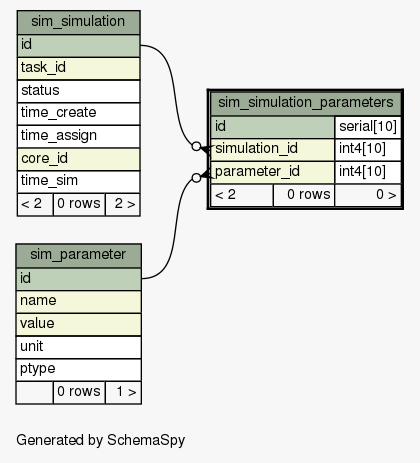 sim_simulation
id
task_id
status
time_create
time_assign
core_id
time_sim
< 2 0 rows 2 >
sim_simulation_parameters
id serial[10]
simulation_id int4[10]
parameter_id int4[10]
< 2 0 rows 0 >
sim_parameter
id
name
value
unit
ptype
0 rows 1 >
Generated by SchemaSpy